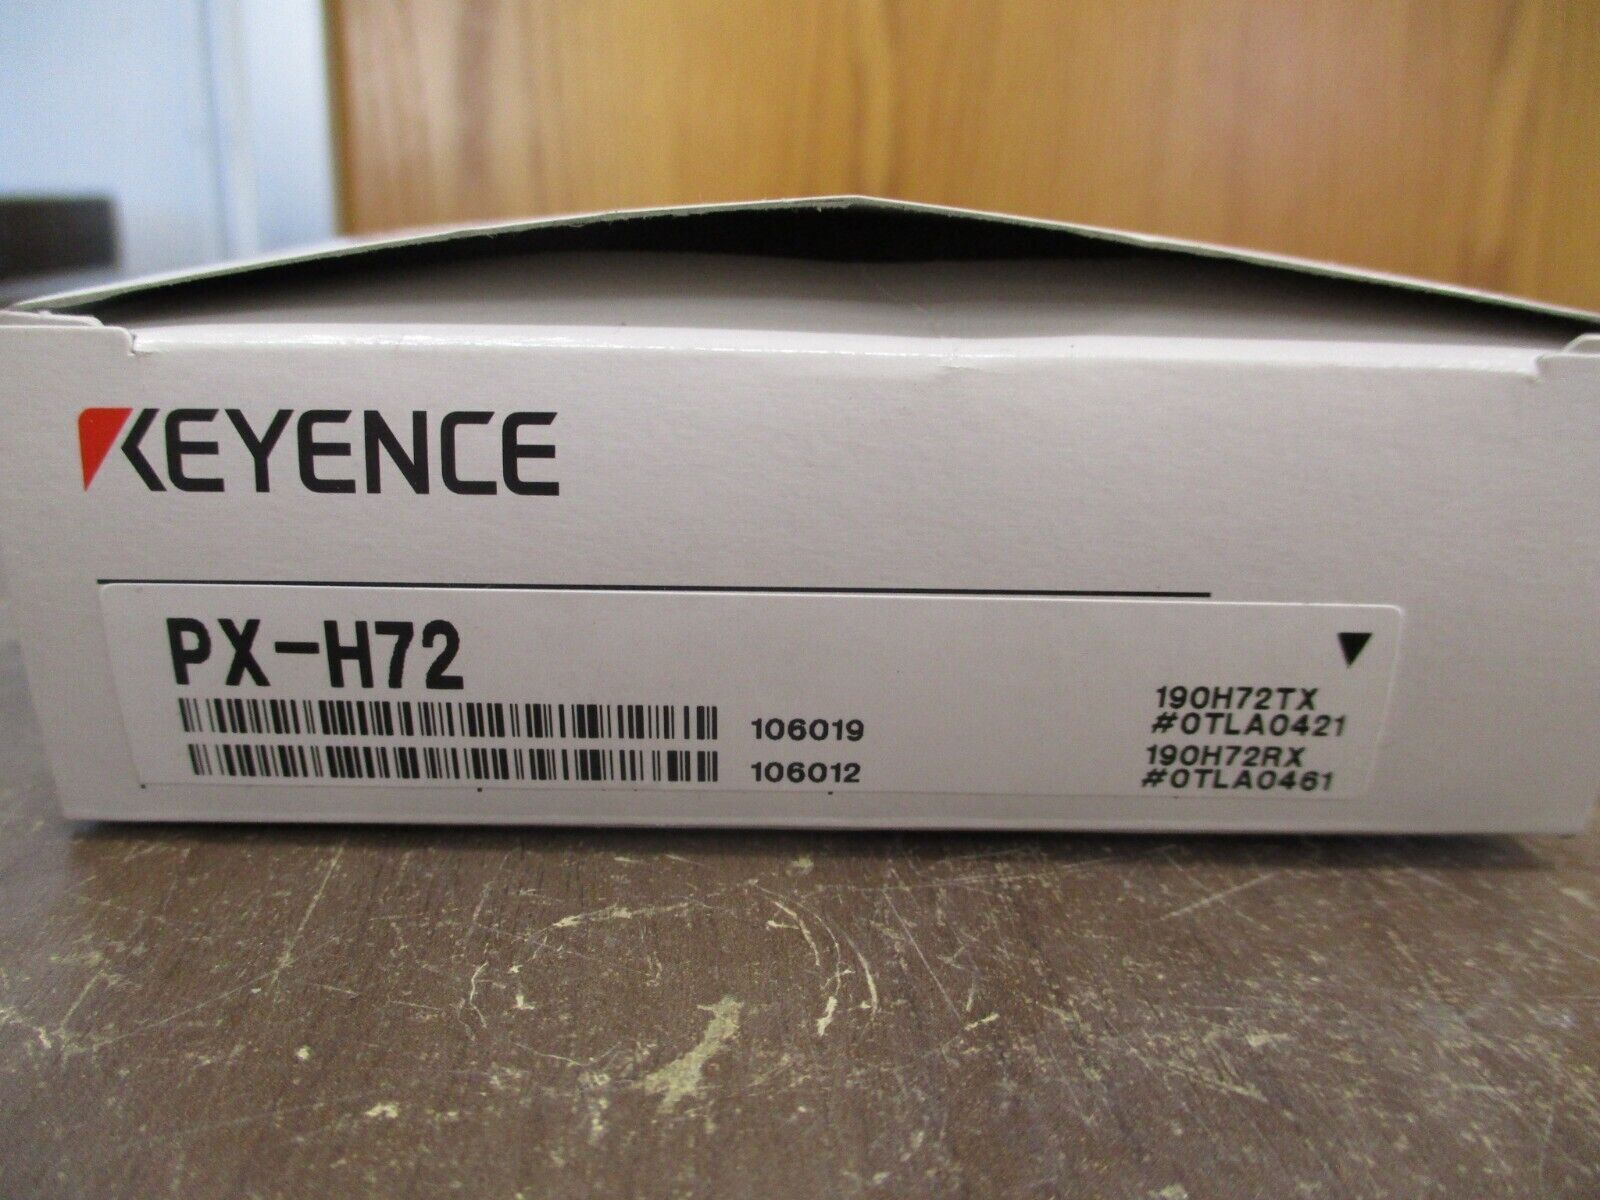 KEYENCE
PX-H72
106019
106012
190H72TX
#0TLA0421
190H72RX
#0TLA0461